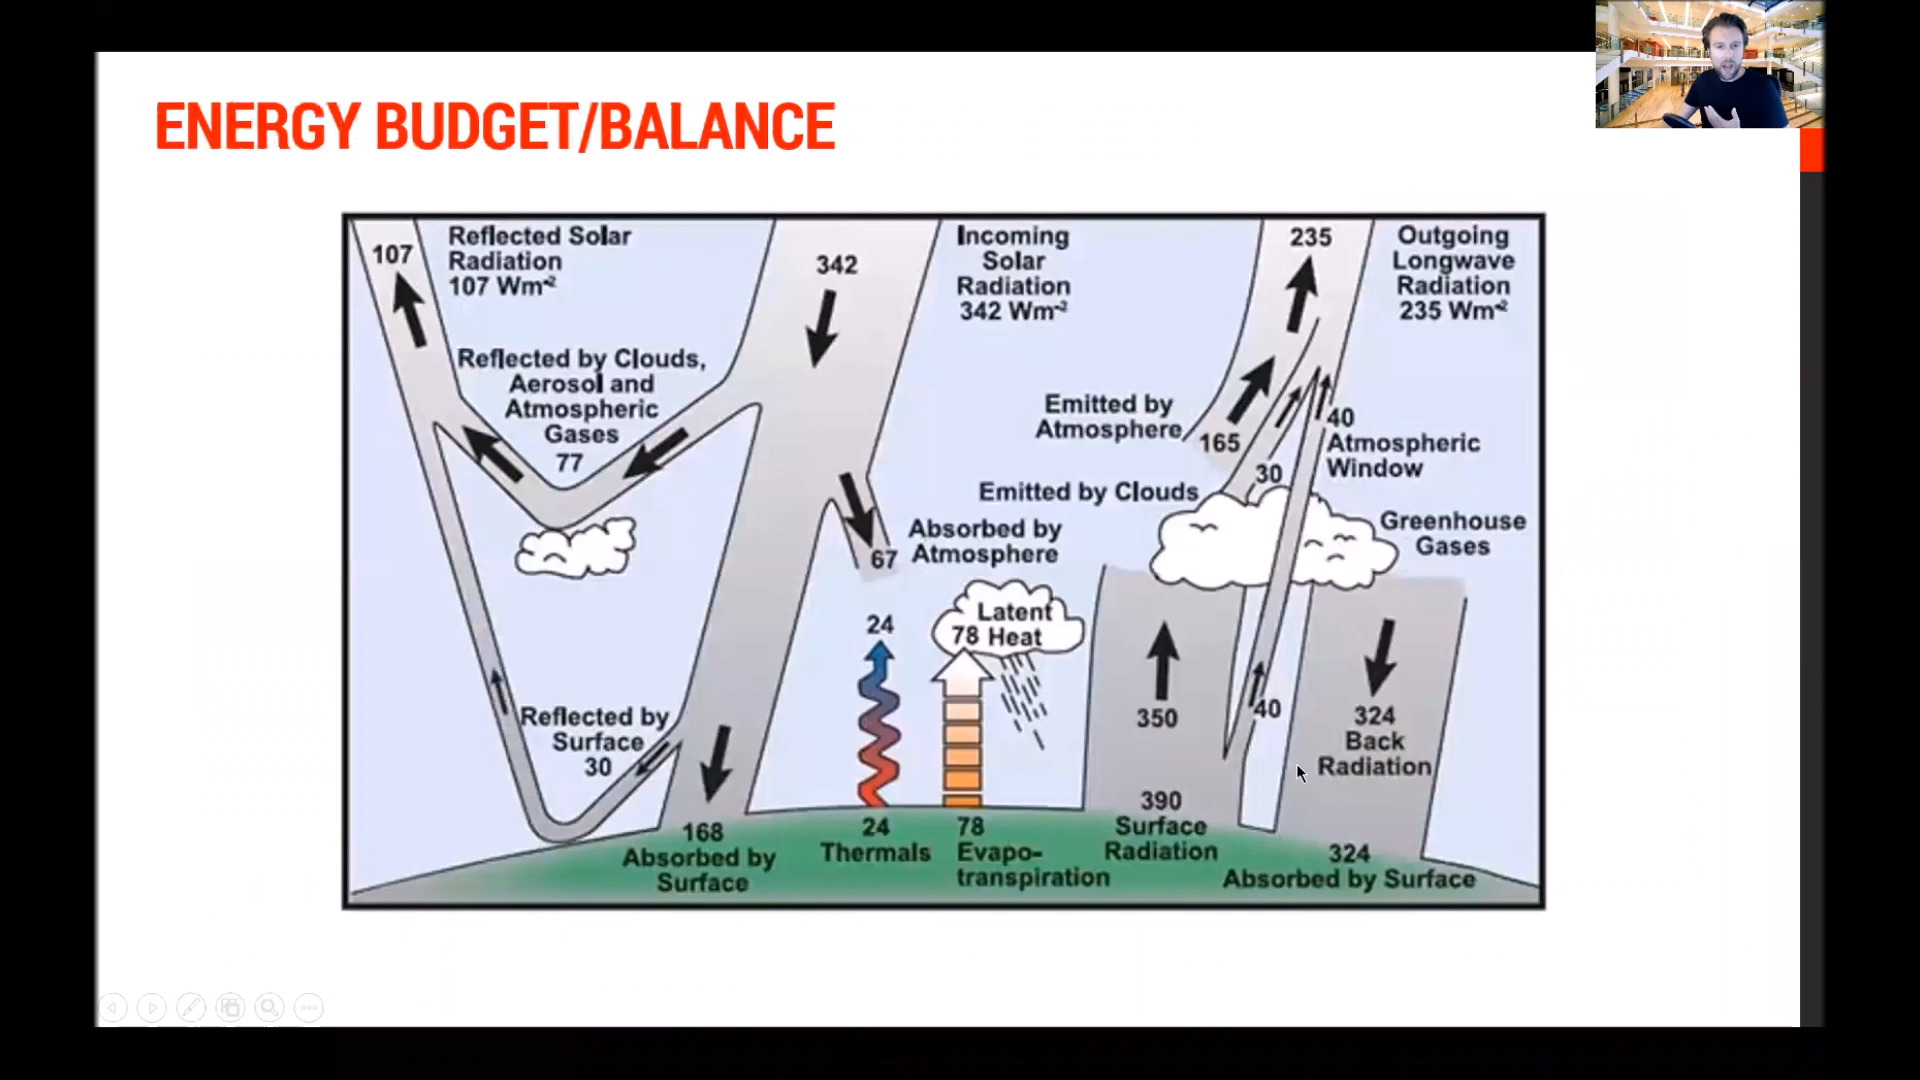 ENERGY BUDGET/BALANCE
107
Reflected Solar
Radiation
107 Wm⁻²
342
Incoming
Solar
Radiation
342 Wm⁻²
235
Outgoing
Longwave
Radiation
235 Wm⁻²
Reflected by Clouds,
Aerosol and
Atmospheric
Gases
77
Emitted by
Atmosphere
165
40
Atmospheric
Window
30
Emitted by Clouds
Greenhouse
Gases
Absorbed by
Atmosphere
67
24
Latent
78 Heat
Reflected by
Surface
30
350
40
324
Back
Radiation
168
Absorbed by
Surface
24
Thermals
78
Evapo-
transpiration
390
Surface
Radiation
324
Absorbed by Surface